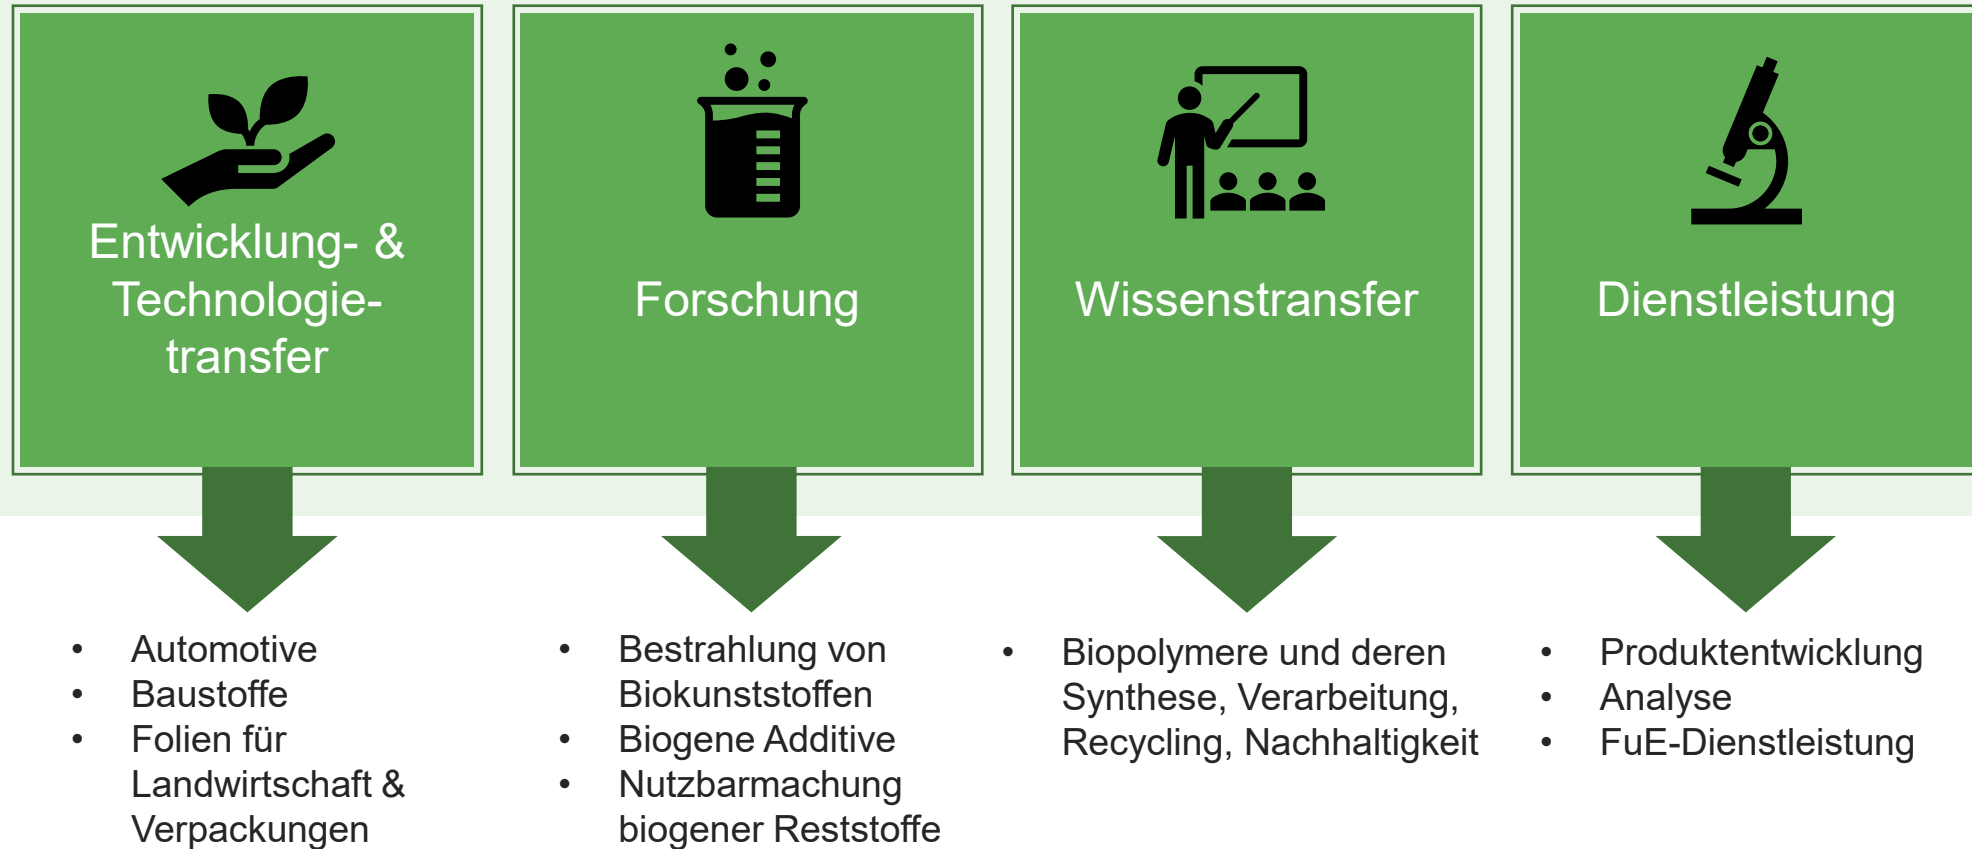 Entwicklung- &
Technologie-
transfer
Forschung
Wissenstransfer
Dienstleistung
• Automotive
• Baustoffe
• Folien für
Landwirtschaft &
Verpackungen
• Bestrahlung von
Biokunststoffen
• Biogene Additive
• Nutzbarmachung
biogener Reststoffe
• Biopolymere und deren
Synthese, Verarbeitung,
Recycling, Nachhaltigkeit
• Produktentwicklung
• Analyse
• FuE-Dienstleistung